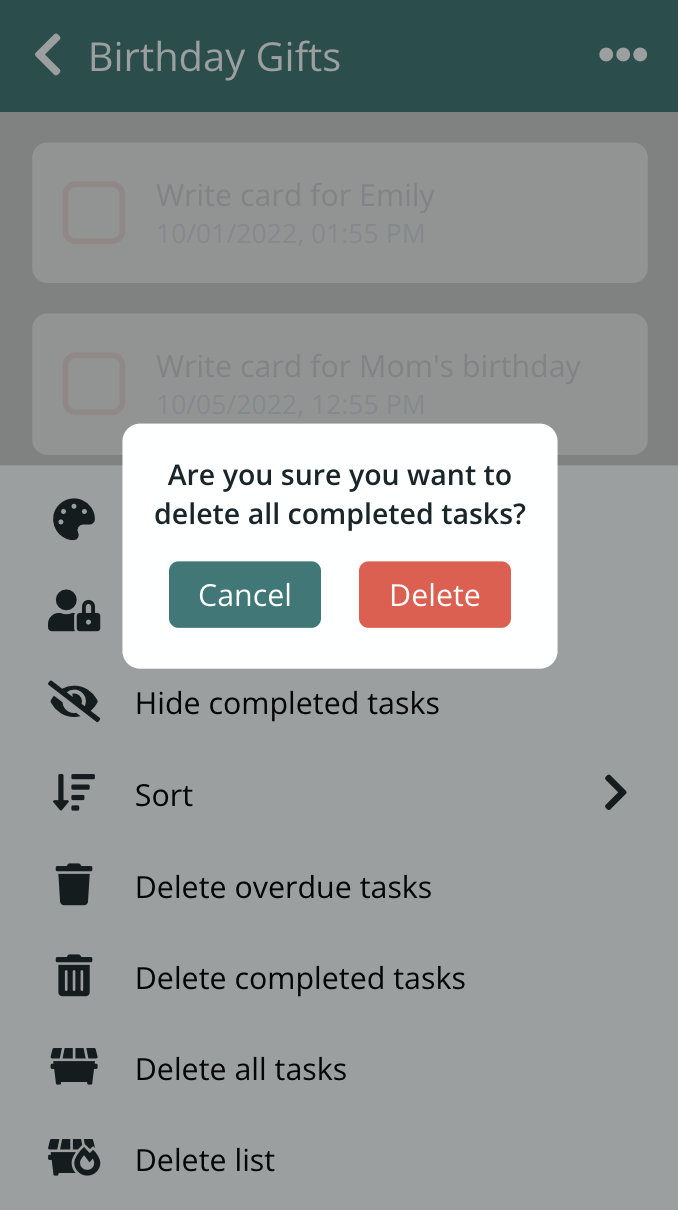 Birthday Gifts
Write card for Emily
10/01/2022, 01:55 PM
Write card for Mom's birthday
10/05/2022, 12:55 PM
Are you sure you want to
delete all completed tasks?
Cancel Delete
Hide completed tasks
Sort
Delete overdue tasks
Delete completed tasks
Delete all tasks
Delete list